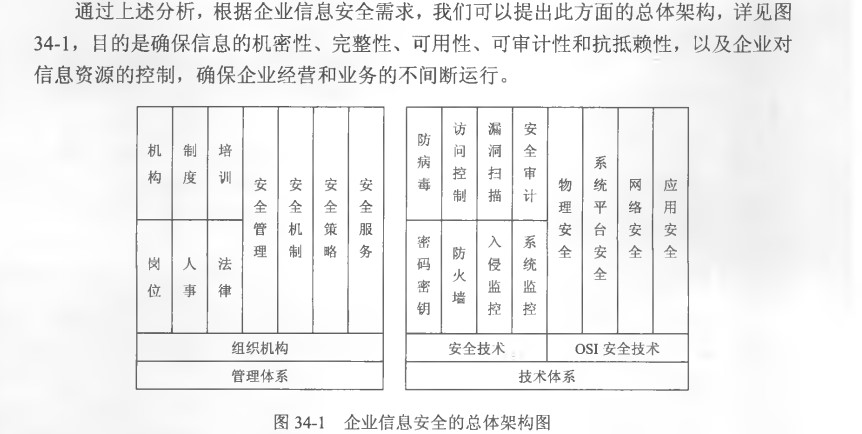 通过上述分析，根据企业信息安全需求，我们可以提出此方面的总体架构，详见图
34-1，目的是确保信息的机密性、完整性、可用性、可审计性和抗抵赖性，以及企业对
信息资源的控制，确保企业经营和业务的不间断运行。
机构
制度
培训
岗位
人事
法律
安全管理
安全机制
安全策略
安全服务
组织机构
管理体系
防病毒
访问控制
漏洞扫描
安全审计
密码密钥
防火墙
入侵监控
系统监控
物理安全
系统平台安全
网络安全
应用安全
安全技术
OSI 安全技术
技术体系
图 34-1 企业信息安全的总体架构图